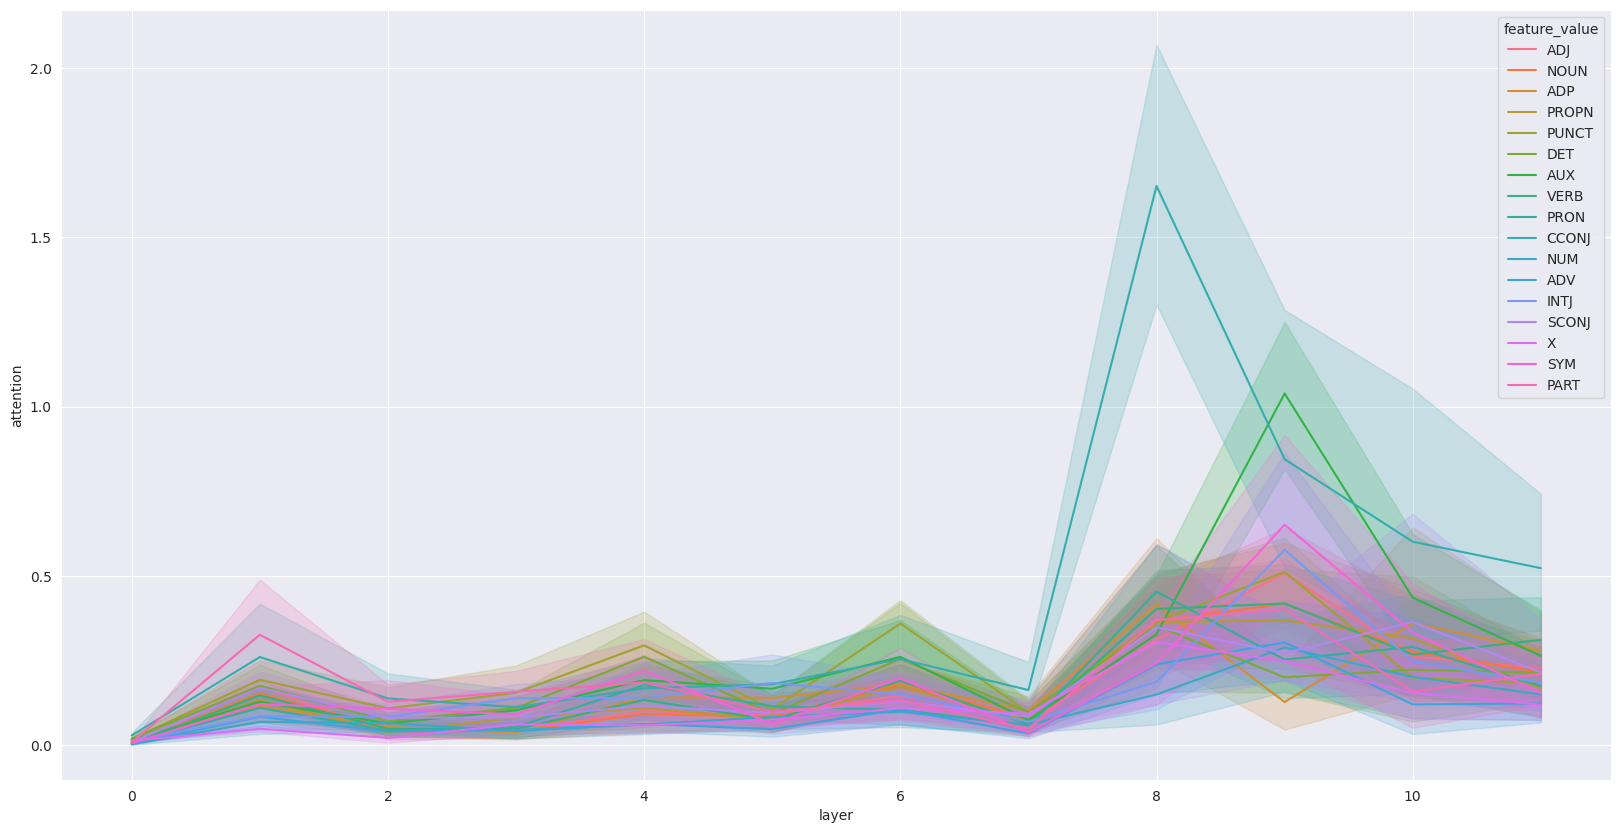 feature_value
ADJ
NOUN
ADP
PROPN
PUNCT
DET
AUX
VERB
PRON
CCONJ
NUM
ADV
INTJ
SCONJ
X
SYM
PART
2.0
1.5
1.0
0.5
0.0
attention
0 2 4 6 8 10
layer